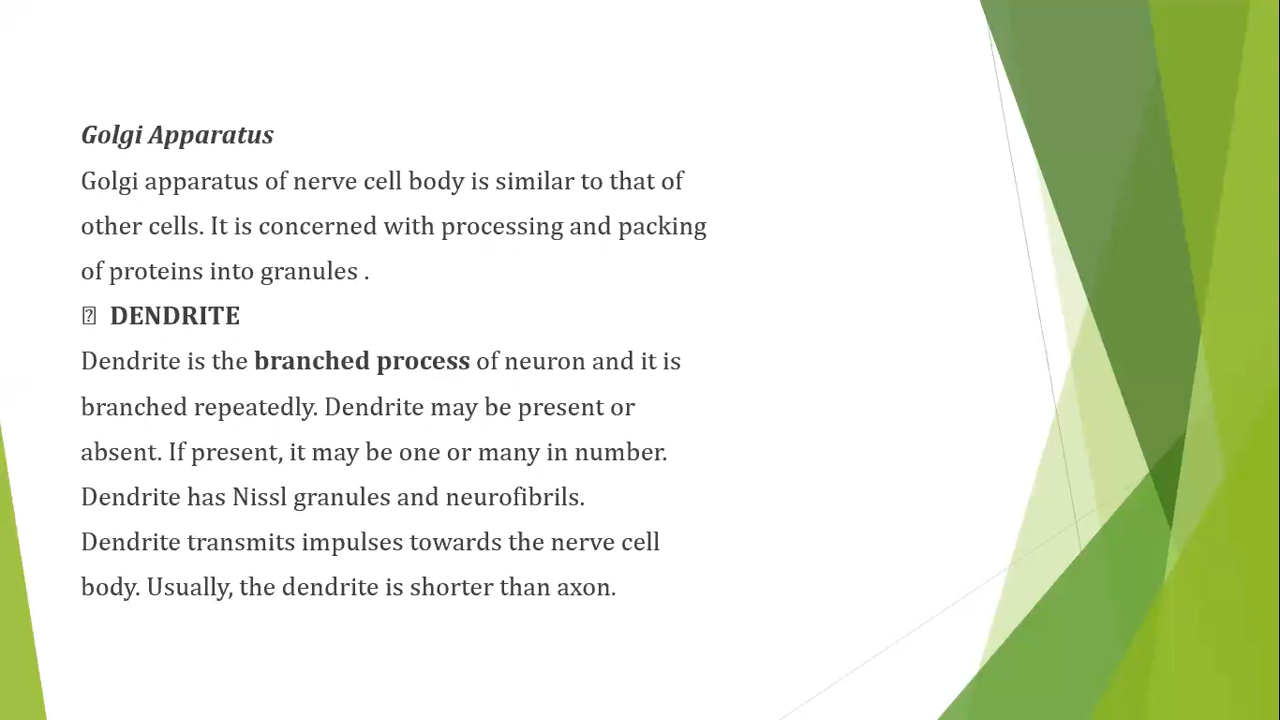 Golgi Apparatus
Golgi apparatus of nerve cell body is similar to that of
other cells. It is concerned with processing and packing
of proteins into granules .
DENDRITE
Dendrite is the branched process of neuron and it is
branched repeatedly. Dendrite may be present or
absent. If present, it may be one or many in number.
Dendrite has Nissl granules and neurofibrils.
Dendrite transmits impulses towards the nerve cell
body. Usually, the dendrite is shorter than axon.